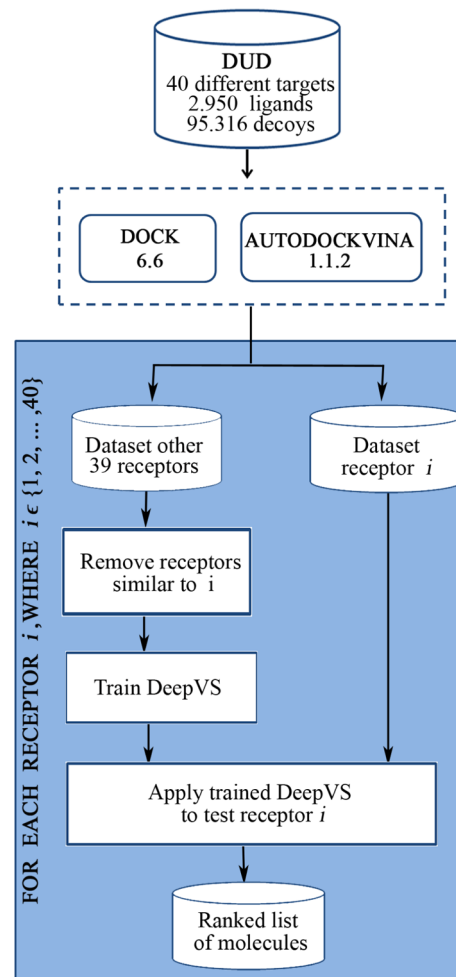 DUD
40 different targets
2.950 ligands
95.316 decoys
DOCK
6.6
AUTODOCKVINA
1.1.2
FOR EACH RECEPTOR i,WHERE i ϵ {1, 2, ... ,40}
Dataset other
39 receptors
Dataset
receptor i
Remove receptors
similar to i
Train DeepVS
Apply trained DeepVS
to test receptor i
Ranked list
of molecules